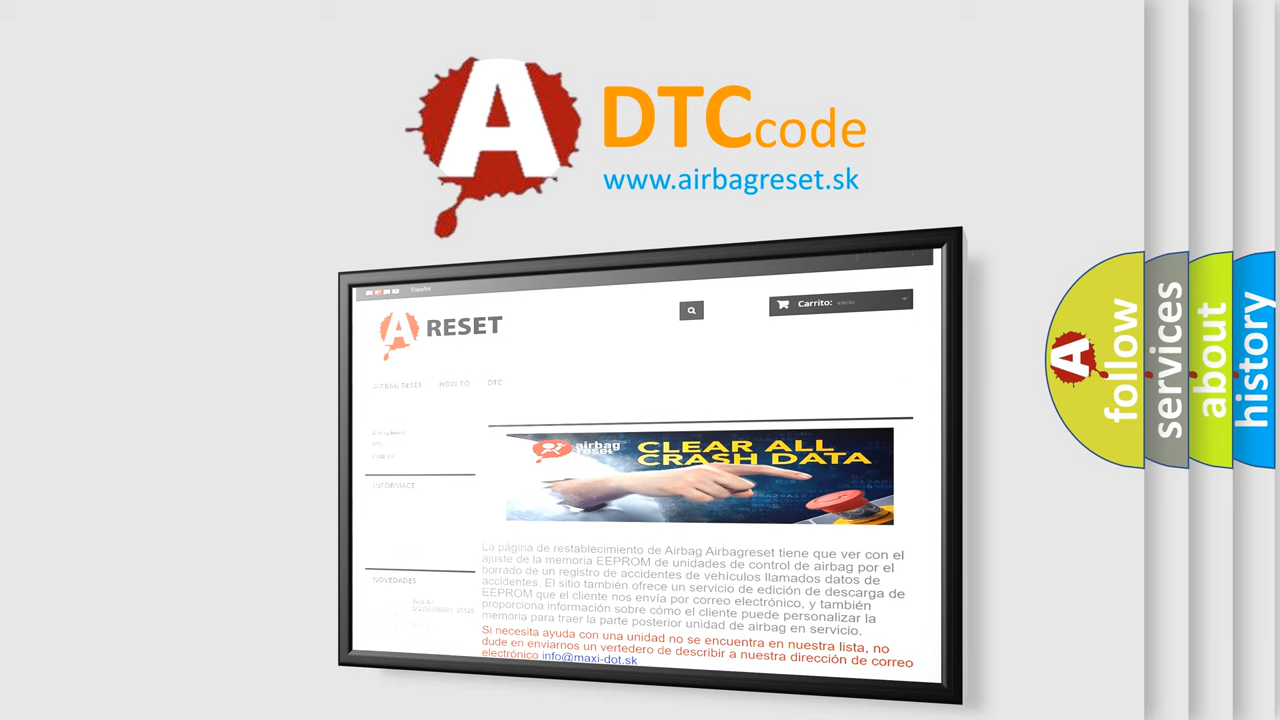 A
DTCcode
www.airbagreset.sk
Español
A RESET
Carrito: vacío
AIRBAG RESET HOW TO DTC
INFORMACE
NOVEDADES
airbag
reset
CLEAR ALL
CRASH DATA
La página de restablecimiento de Airbag Airbagreset tiene que ver con el
ajuste de la memoria EEPROM de unidades de control de airbag por el
borrado de un registro de accidentes de vehículos llamados datos de
accidentes. El sitio también ofrece un servicio de edición de descarga de
EEPROM que el cliente nos envía por correo electrónico, y también
proporciona información sobre cómo el cliente puede personalizar la
memoria para traer la parte posterior unidad de airbag en servicio.
Si necesita ayuda con una unidad no se encuentra en nuestra lista, no
dude en enviarnos un vertedero de describir a nuestra dirección de correo
electrónico info@maxi-dot.sk
A
follow
services
about
history